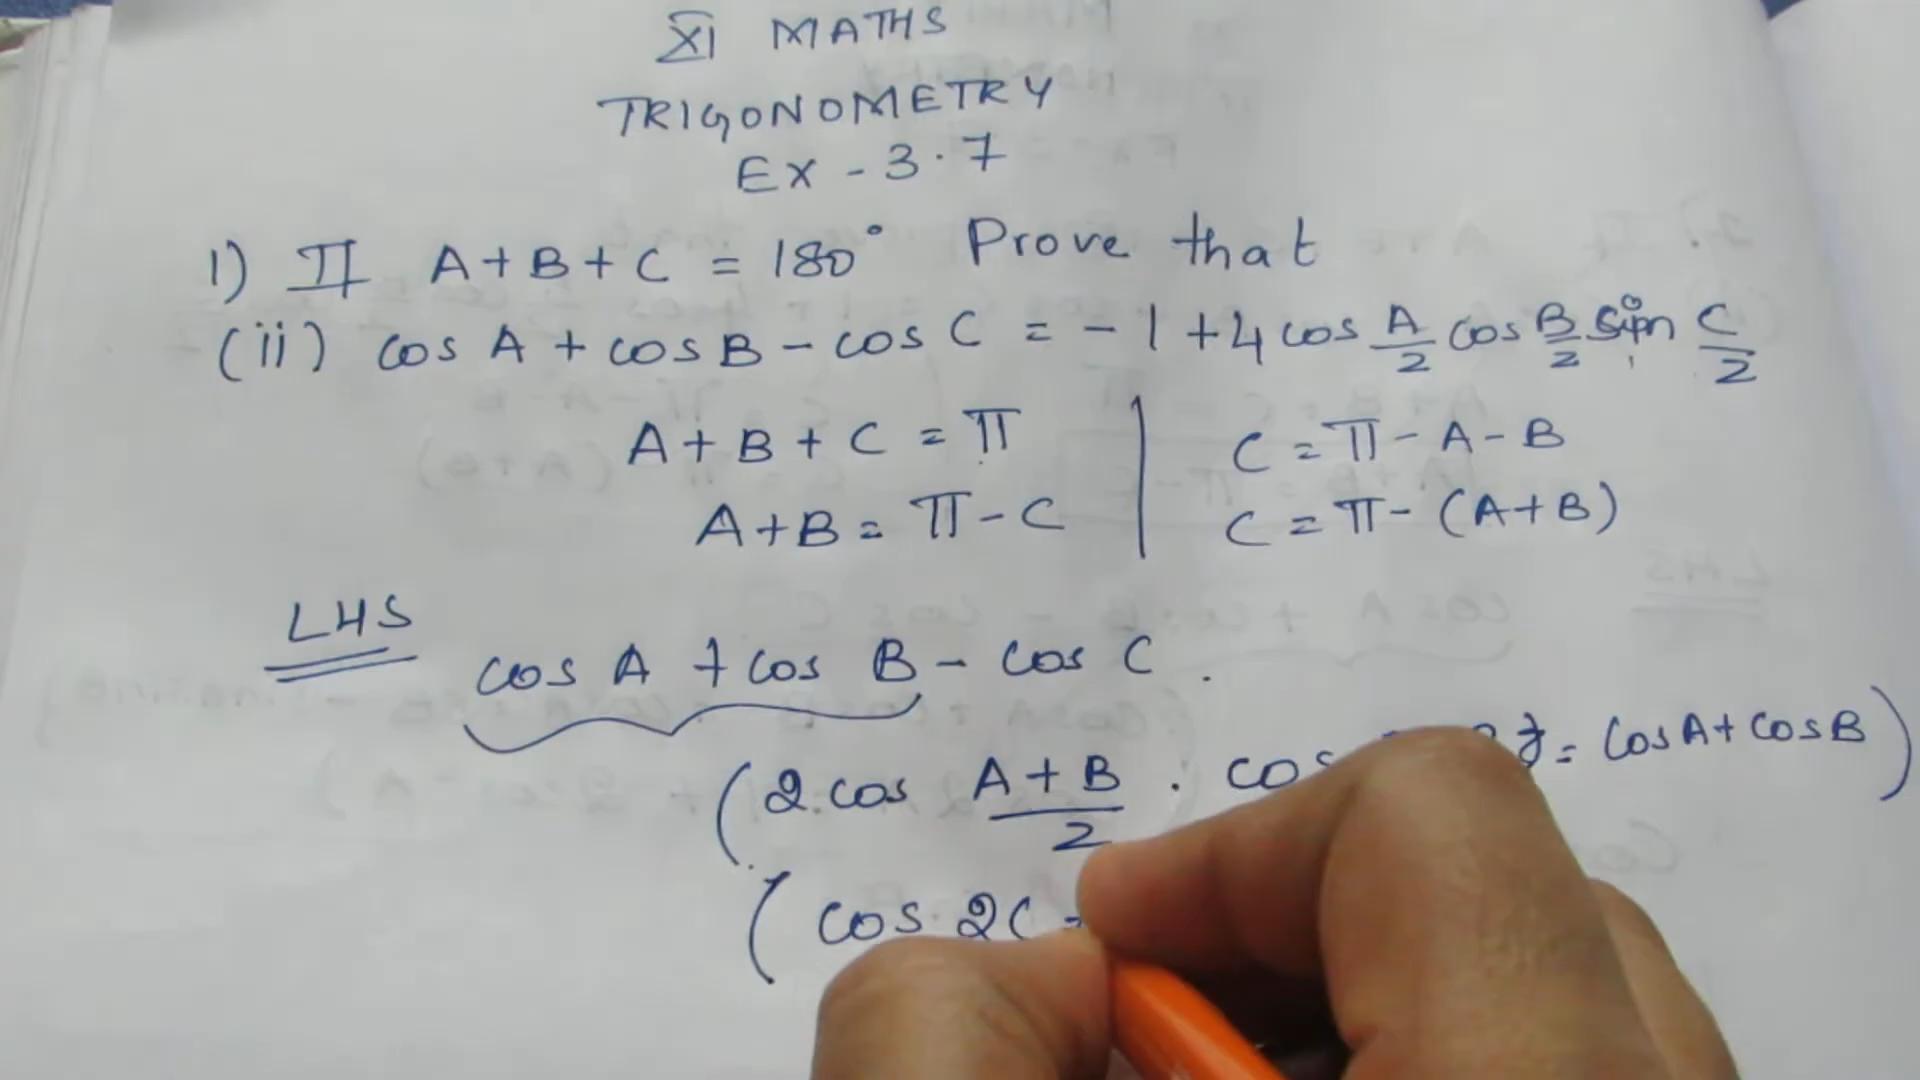 XI MATHS
TRIGONOMETRY
EX - 3.7
1) If A + B + C = 180° Prove that
(ii) cos A + cos B - cos C = -1 + 4 cos A/2 cos B/2 sin C/2
A + B + C = π
C = π - A - B
A + B = π - C
C = π - (A + B)
LHS
cos A + cos B - cos C.
(2 cos A + B / 2 . cos = cos A + cos B)
(cos 2C